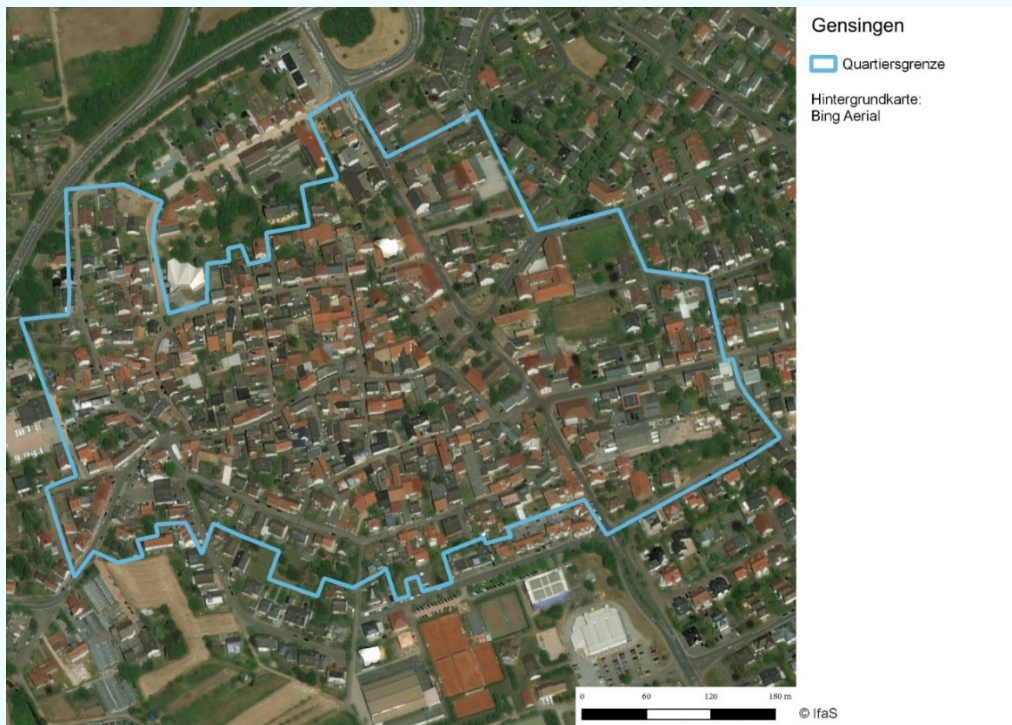 Gensingen
Quartiersgrenze
Hintergrundkarte:
Bing Aerial
0 60 120 180 m
© IfaS